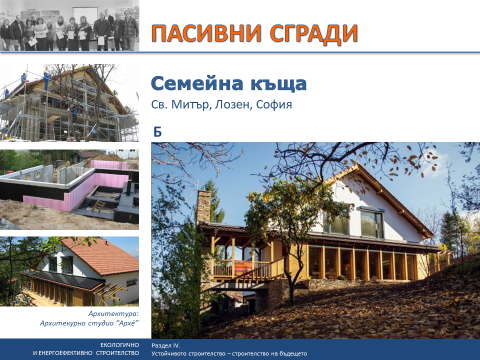 ПАСИВНИ СГРАДИ
Семейна къща
Св. Митър, Лозен, София
Б
Архитектура:
Архитектурно студио “Архé”
ЕКОЛОГИЧНО
И ЕНЕРГОЕФЕКТИВНО СТРОИТЕЛСТВО
Раздел IV.
Устойчивото строителство – строителство на бъдещето